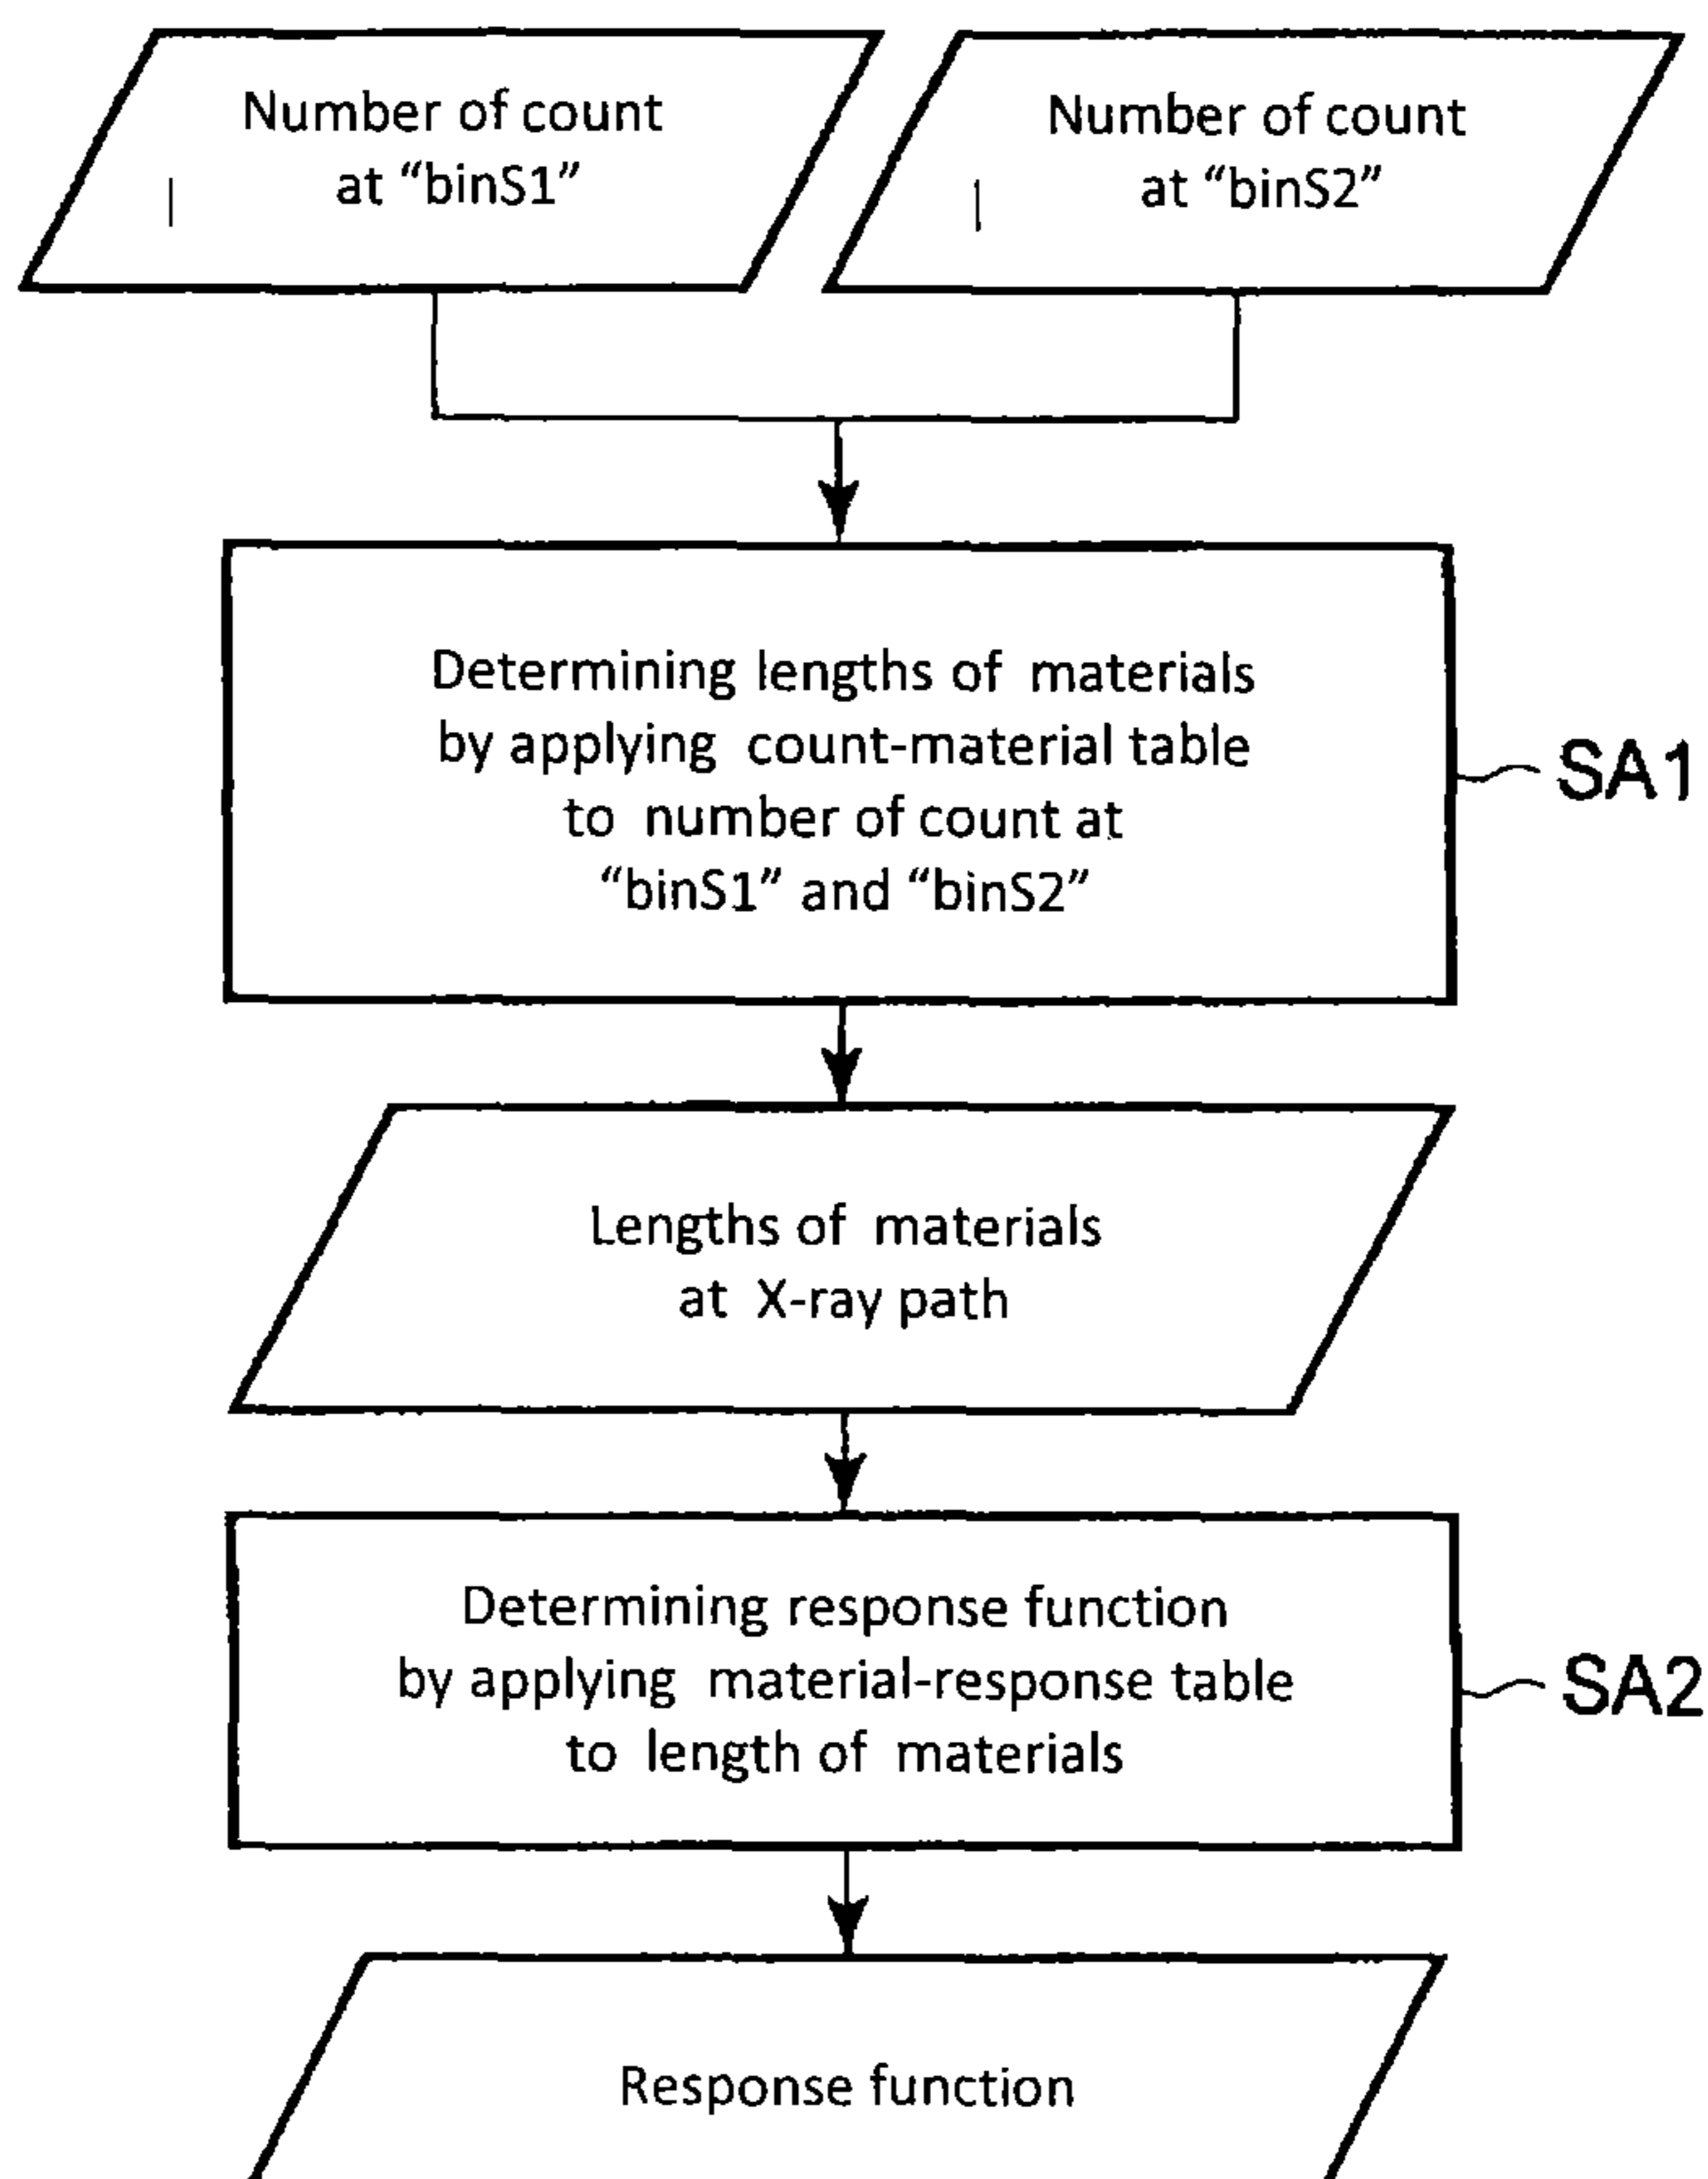 Number of count
at “binS1”
Number of count
at “binS2”
Determining lengths of materials
by applying count-material table
to number of count at
“binS1” and “binS2”
SA1
Lengths of materials
at X-ray path
Determining response function
by applying material-response table
to length of materials
SA2
Response function